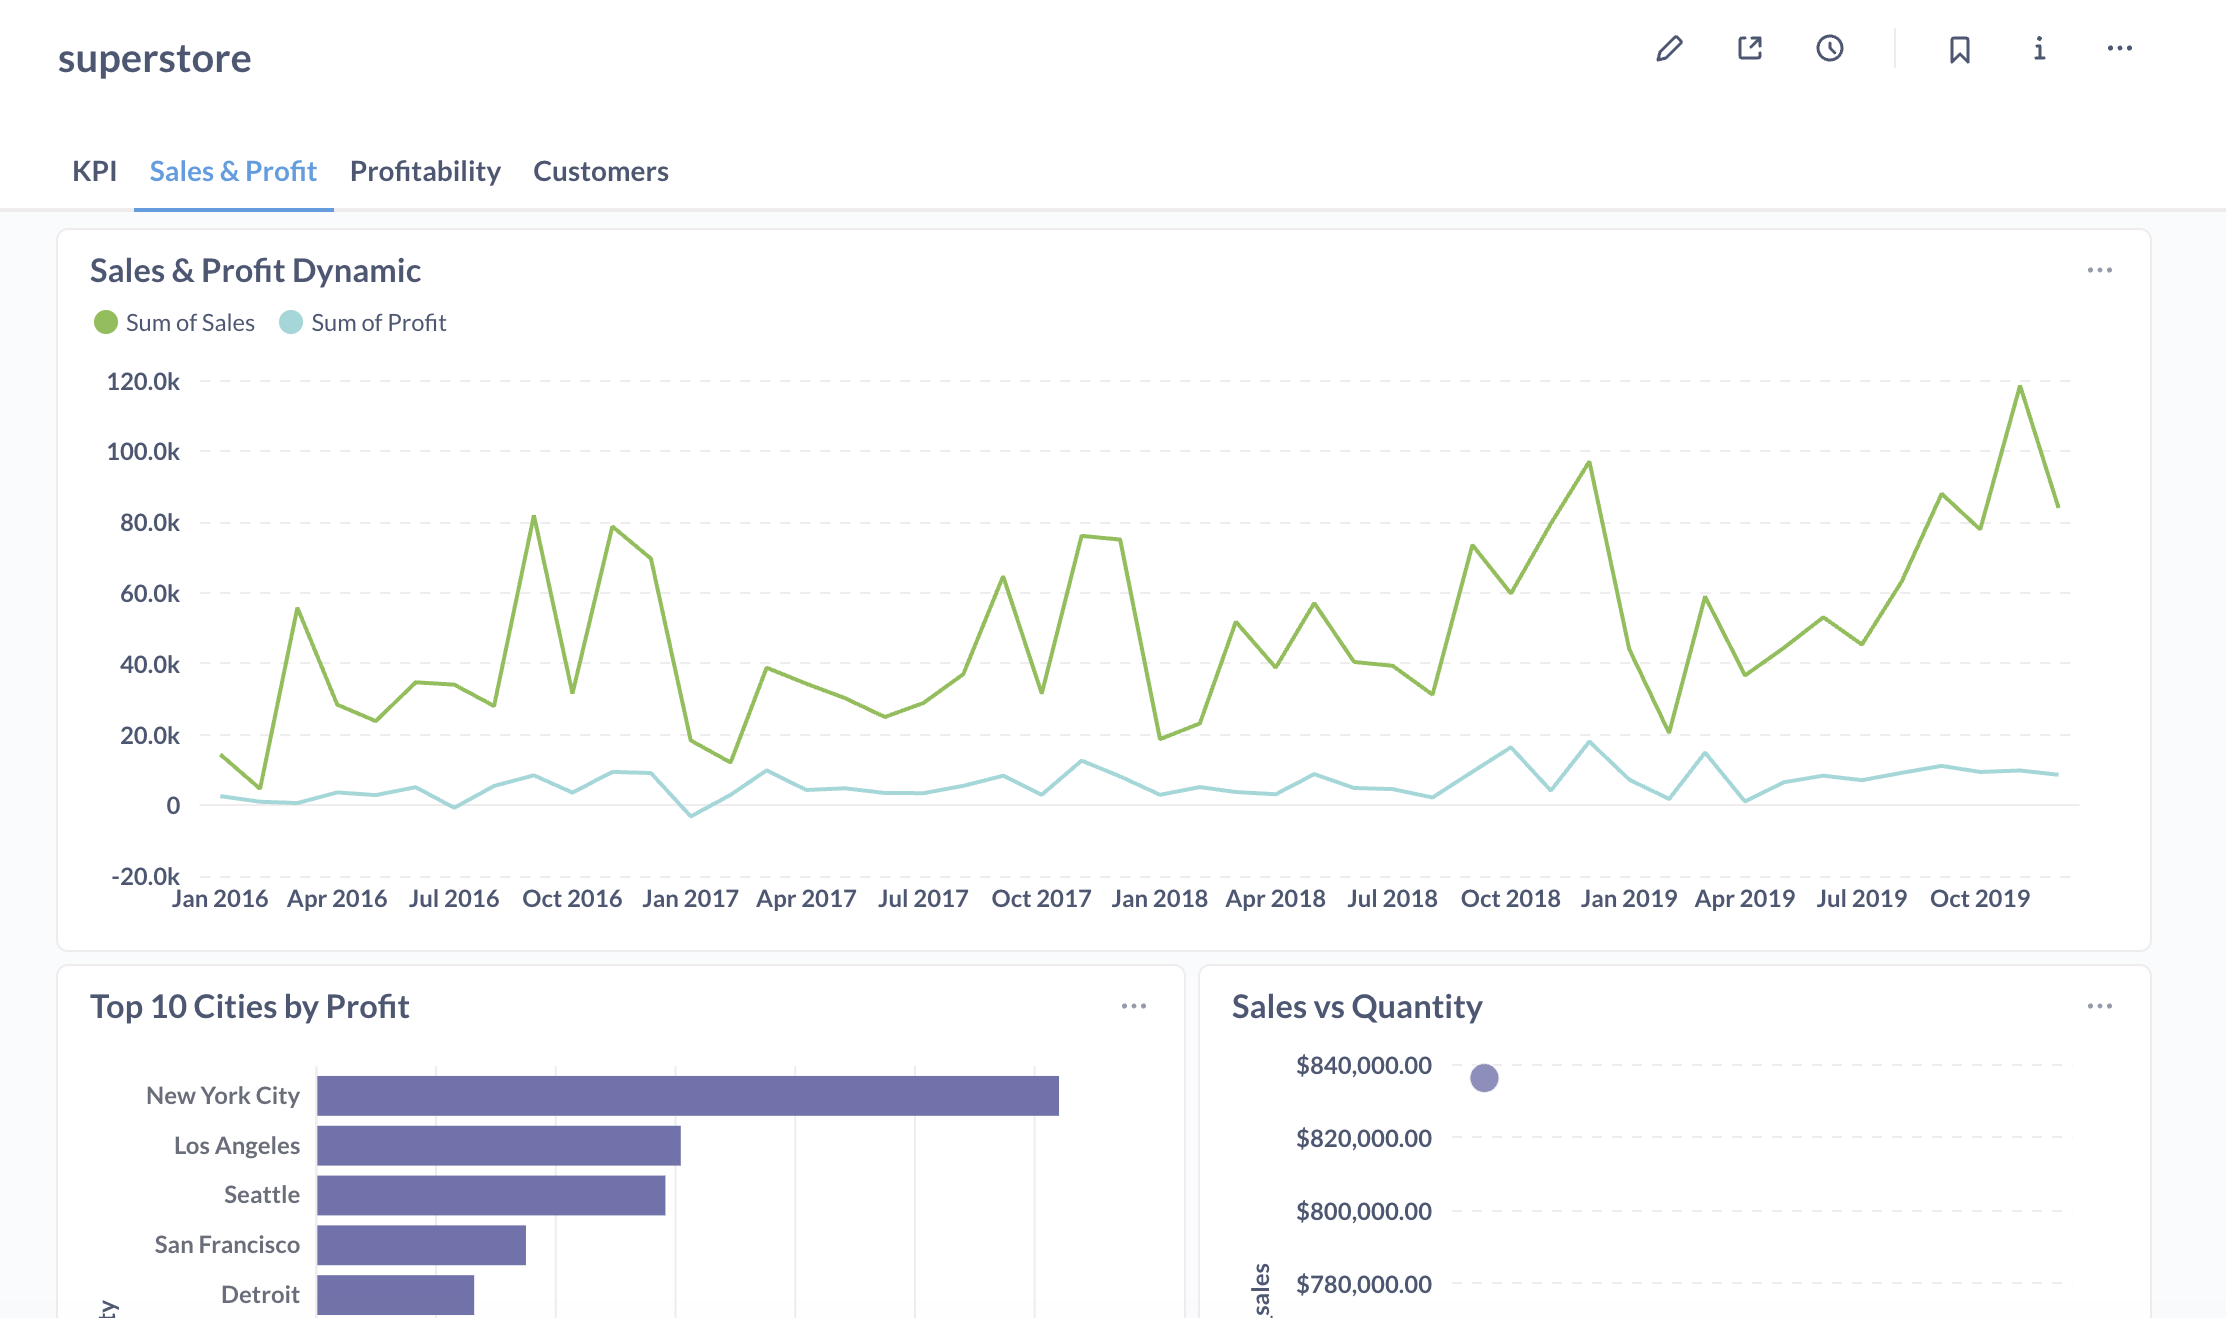 superstore
KPI Sales & Profit Profitability Customers
Sales & Profit Dynamic
Sum of Sales Sum of Profit
120.0k
100.0k
80.0k
60.0k
40.0k
20.0k
0
-20.0k
Jan 2016 Apr 2016 Jul 2016 Oct 2016 Jan 2017 Apr 2017 Jul 2017 Oct 2017 Jan 2018 Apr 2018 Jul 2018 Oct 2018 Jan 2019 Apr 2019 Jul 2019 Oct 2019
Top 10 Cities by Profit
New York City
Los Angeles
Seattle
San Francisco
Detroit
Sales vs Quantity
$840,000.00
$820,000.00
$800,000.00
$780,000.00
sales